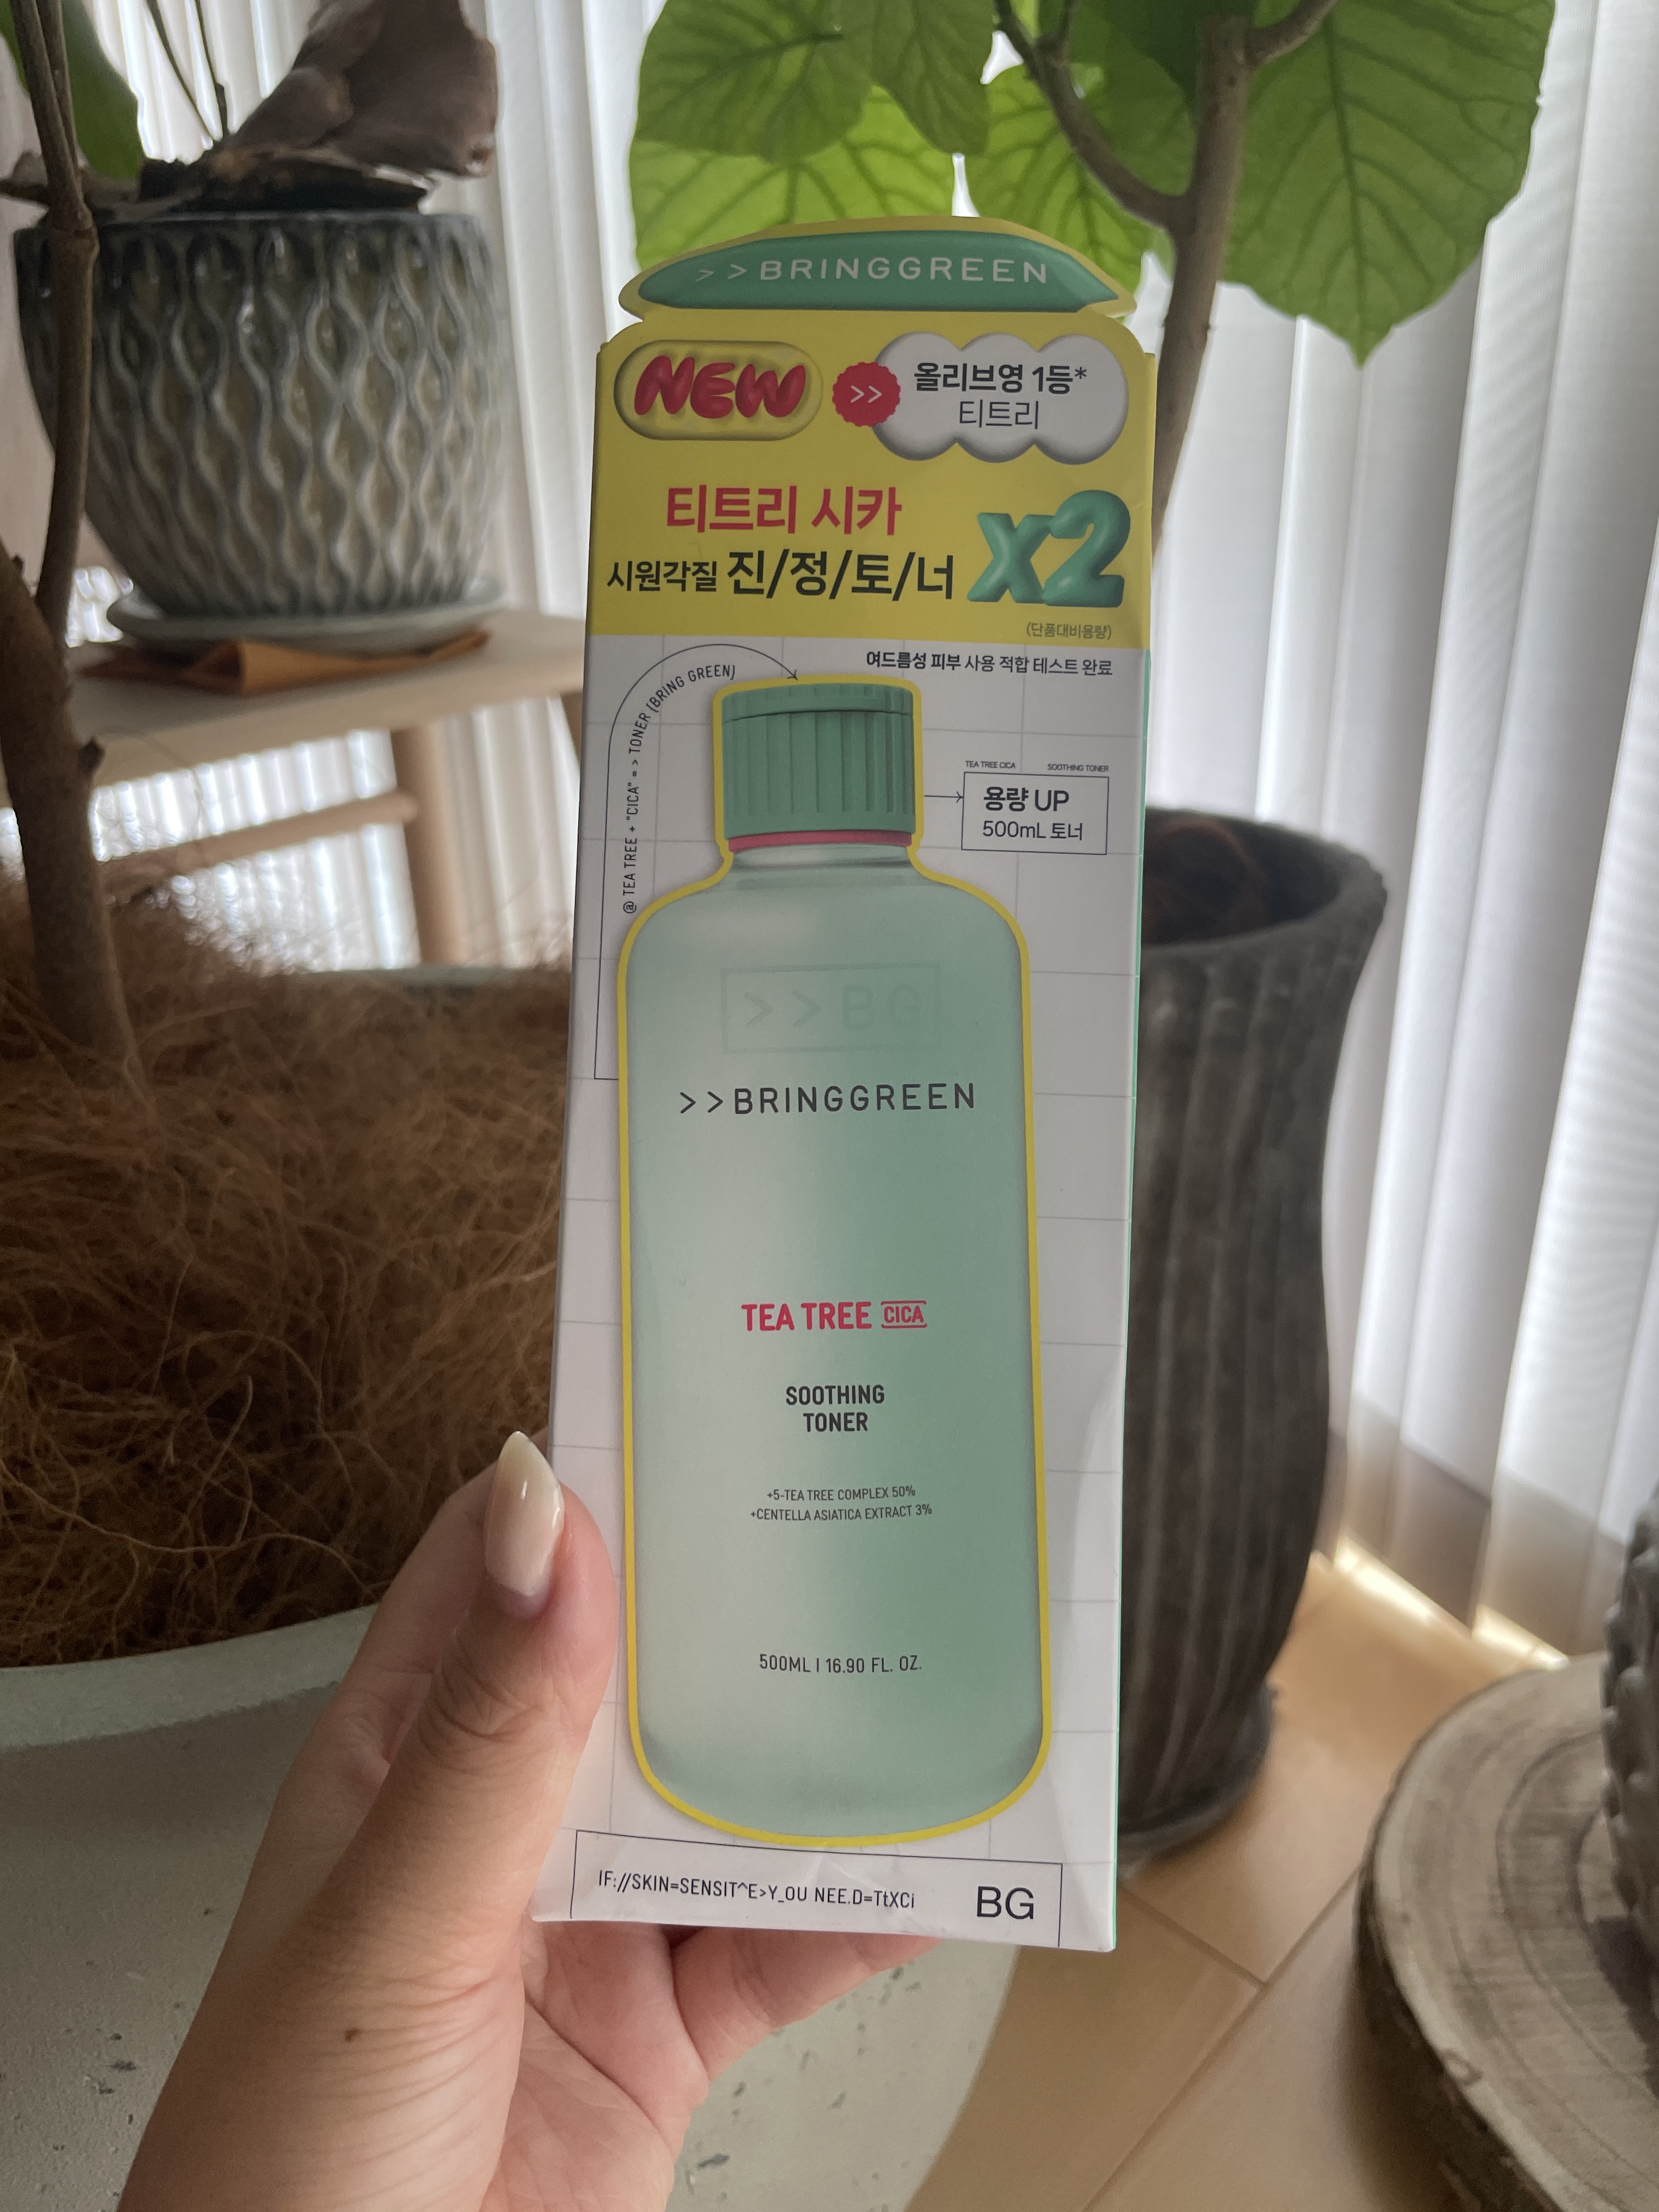 >>BRINGGREEN
NEW
>>
올리브영 1등*
티트리
티트리 시카
시원각질 진/정/토/너
x2
(단품대비용량)
여드름성 피부 사용 적합 테스트 완료
@ TEA TREE + "CICA" = > TONER (BRING GREEN)
TEA TREE CICA SOOTHING TONER
용량 UP
500mL 토너
>>BG
>>BRINGGREEN
TEA TREE CICA
SOOTHING
TONER
+5-TEA TREE COMPLEX 50%
+CENTELLA ASIATICA EXTRACT 3%
500ML | 16.90 FL. OZ.
IF://SKIN=SENSIT^E>Y_OU NEE.D=TtXCi
BG